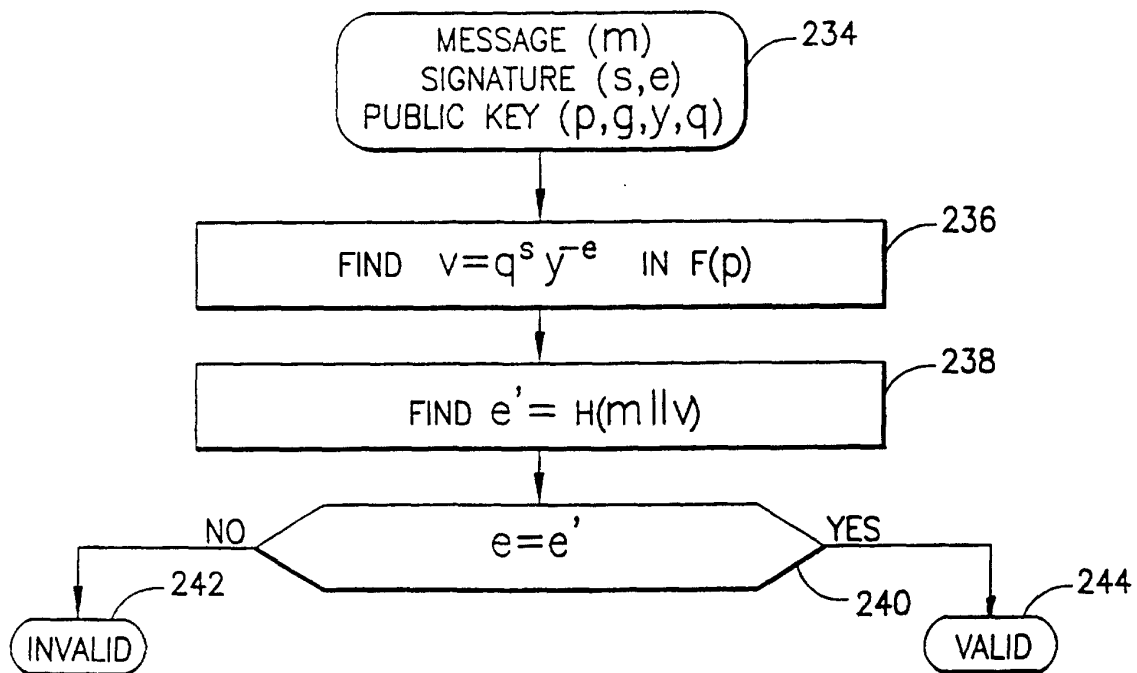 MESSAGE (m)
SIGNATURE (s,e)
PUBLIC KEY (p,g,y,q)
234
FIND v=q^s y^-e IN F(p)
236
FIND e'= H(m||v)
238
NO
e=e'
YES
240
242
INVALID
244
VALID